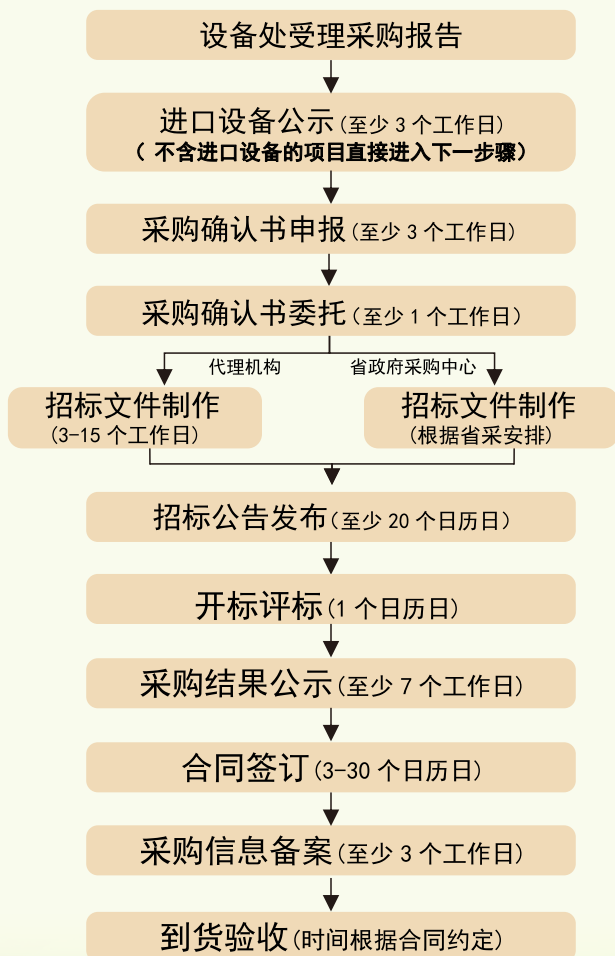 设备处受理采购报告
进口设备公示(至少 3 个工作日)
( 不含进口设备的项目直接进入下一步骤)
采购确认书申报(至少 3 个工作日)
采购确认书委托(至少 1 个工作日)
代理机构
省政府采购中心
招标文件制作
(3-15 个工作日)
招标文件制作
(根据省采安排)
招标公告发布(至少 20 个日历日)
开标评标(1 个日历日)
采购结果公示(至少 7 个工作日)
合同签订(3-30 个日历日)
采购信息备案(至少 3 个工作日)
到货验收(时间根据合同约定)